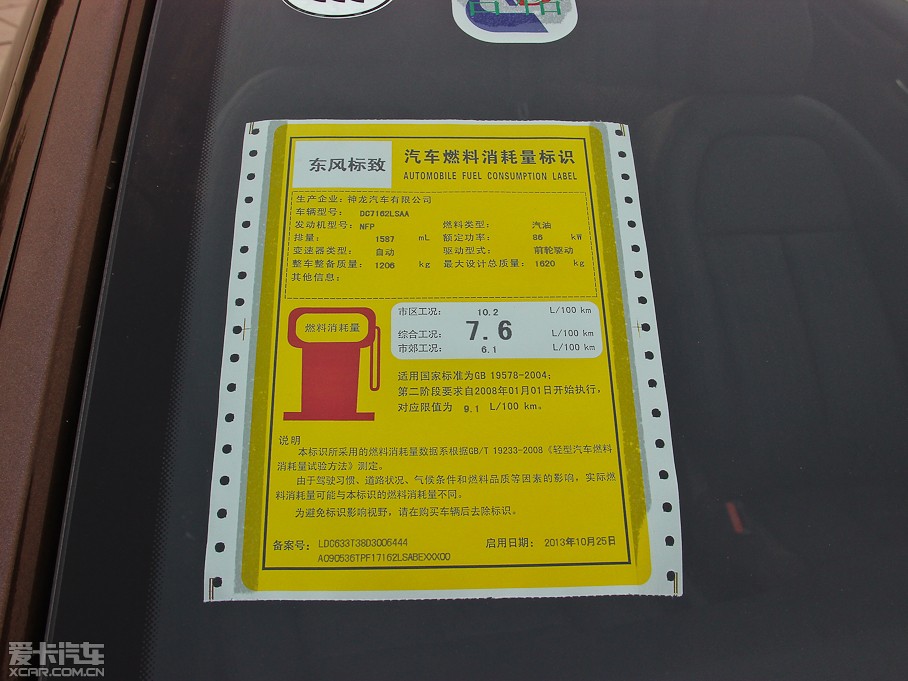 东风标致
汽车燃料消耗量标识
AUTOMOBILE FUEL CONSUMPTION LABEL
生产企业：神龙汽车有限公司
车辆型号： DC7162LSAA
发动机型号：NFP 燃料类型： 汽油
排量： 1587 mL 额定功率： 86 kW
变速器类型： 自动 驱动型式： 前轮驱动
整车整备质量： 1206 kg 最大设计总质量： 1620 kg
其他信息：
燃料消耗量
市区工况： 10.2 L/100 km
综合工况： 7.6 L/100 km
市郊工况： 6.1 L/100 km
适用国家标准为GB 19578-2004；
第二阶段要求自2008年01月01日开始执行，
对应限值为 9.1 L/100 km。
说明
本标识所采用的燃料消耗量数据系根据GB/T 19233-2008《轻型汽车燃料
消耗量试验方法》测定。
由于驾驶习惯、道路状况、气候条件和燃料品质等因素的影响，实际燃
料消耗量可能与本标识的燃料消耗量不同。
为避免标识影响视野，请在购买车辆后去除标识。
备案号： LDC633T38D3006444 启用日期： 2013年10月25日
A090536TPF17162LSABEXXX00
爱卡汽车
XCAR.COM.CN